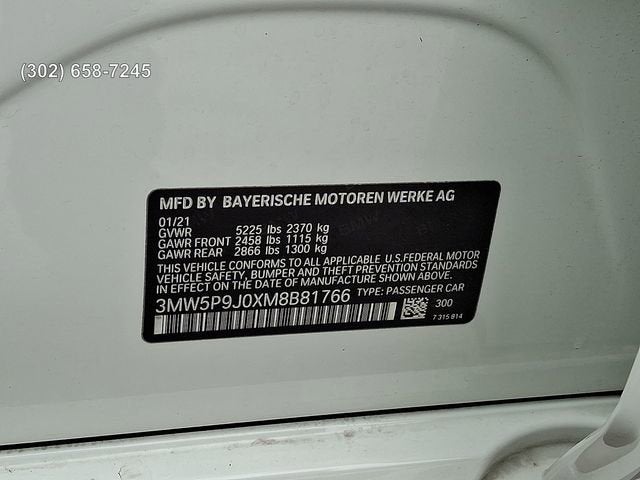 (302) 658-7245
MFD BY BAYERISCHE MOTOREN WERKE AG
01/21
GVWR 5225 lbs 2370 kg
GAWR FRONT 2458 lbs 1115 kg
GAWR REAR 2866 lbs 1300 kg
THIS VEHICLE CONFORMS TO ALL APPLICABLE U.S.FEDERAL MOTOR
VEHICLE SAFETY, BUMPER AND THEFT PREVENTION STANDARDS
IN EFFECT ON THE DATE OF MANUFACTURE SHOWN ABOVE.
3MW5P9J0XM8B81766 TYPE: PASSENGER CAR
300
7 315 814